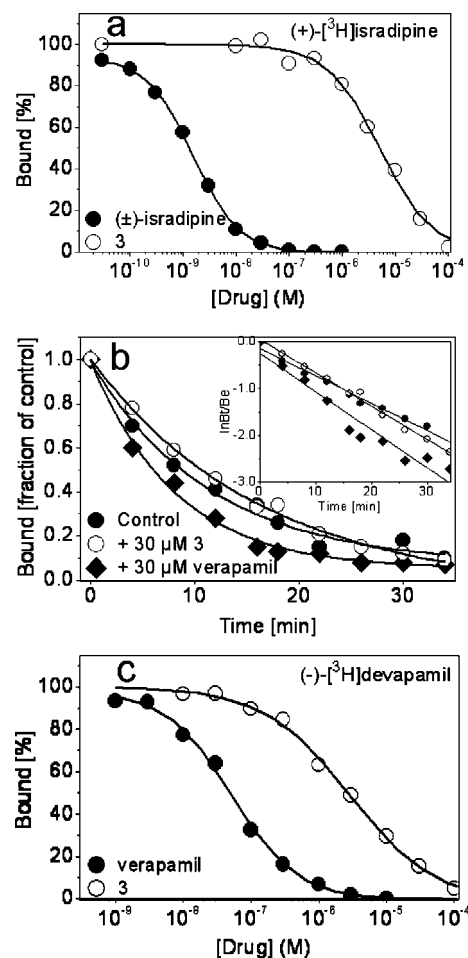 a
(+)-[³H]isradipine
Bound [%]
100
80
60
40
20
0
(±)-isradipine
3
10⁻¹⁰ 10⁻⁹ 10⁻⁸ 10⁻⁷ 10⁻⁶ 10⁻⁵ 10⁻⁴
[Drug] (M)
b
Bound [fraction of control]
1.0
0.8
0.6
0.4
0.2
0.0
Control
+ 30 µM 3
+ 30 µM verapamil
0 10 20 30
Time [min]
lnBt/Be
0.0
-1.0
-2.0
-3.0
0 10 20 30
Time [min]
c
(-)-[³H]devapamil
Bound [%]
100
80
60
40
20
0
verapamil
3
10⁻⁹ 10⁻⁸ 10⁻⁷ 10⁻⁶ 10⁻⁵ 10⁻⁴
[Drug] (M)